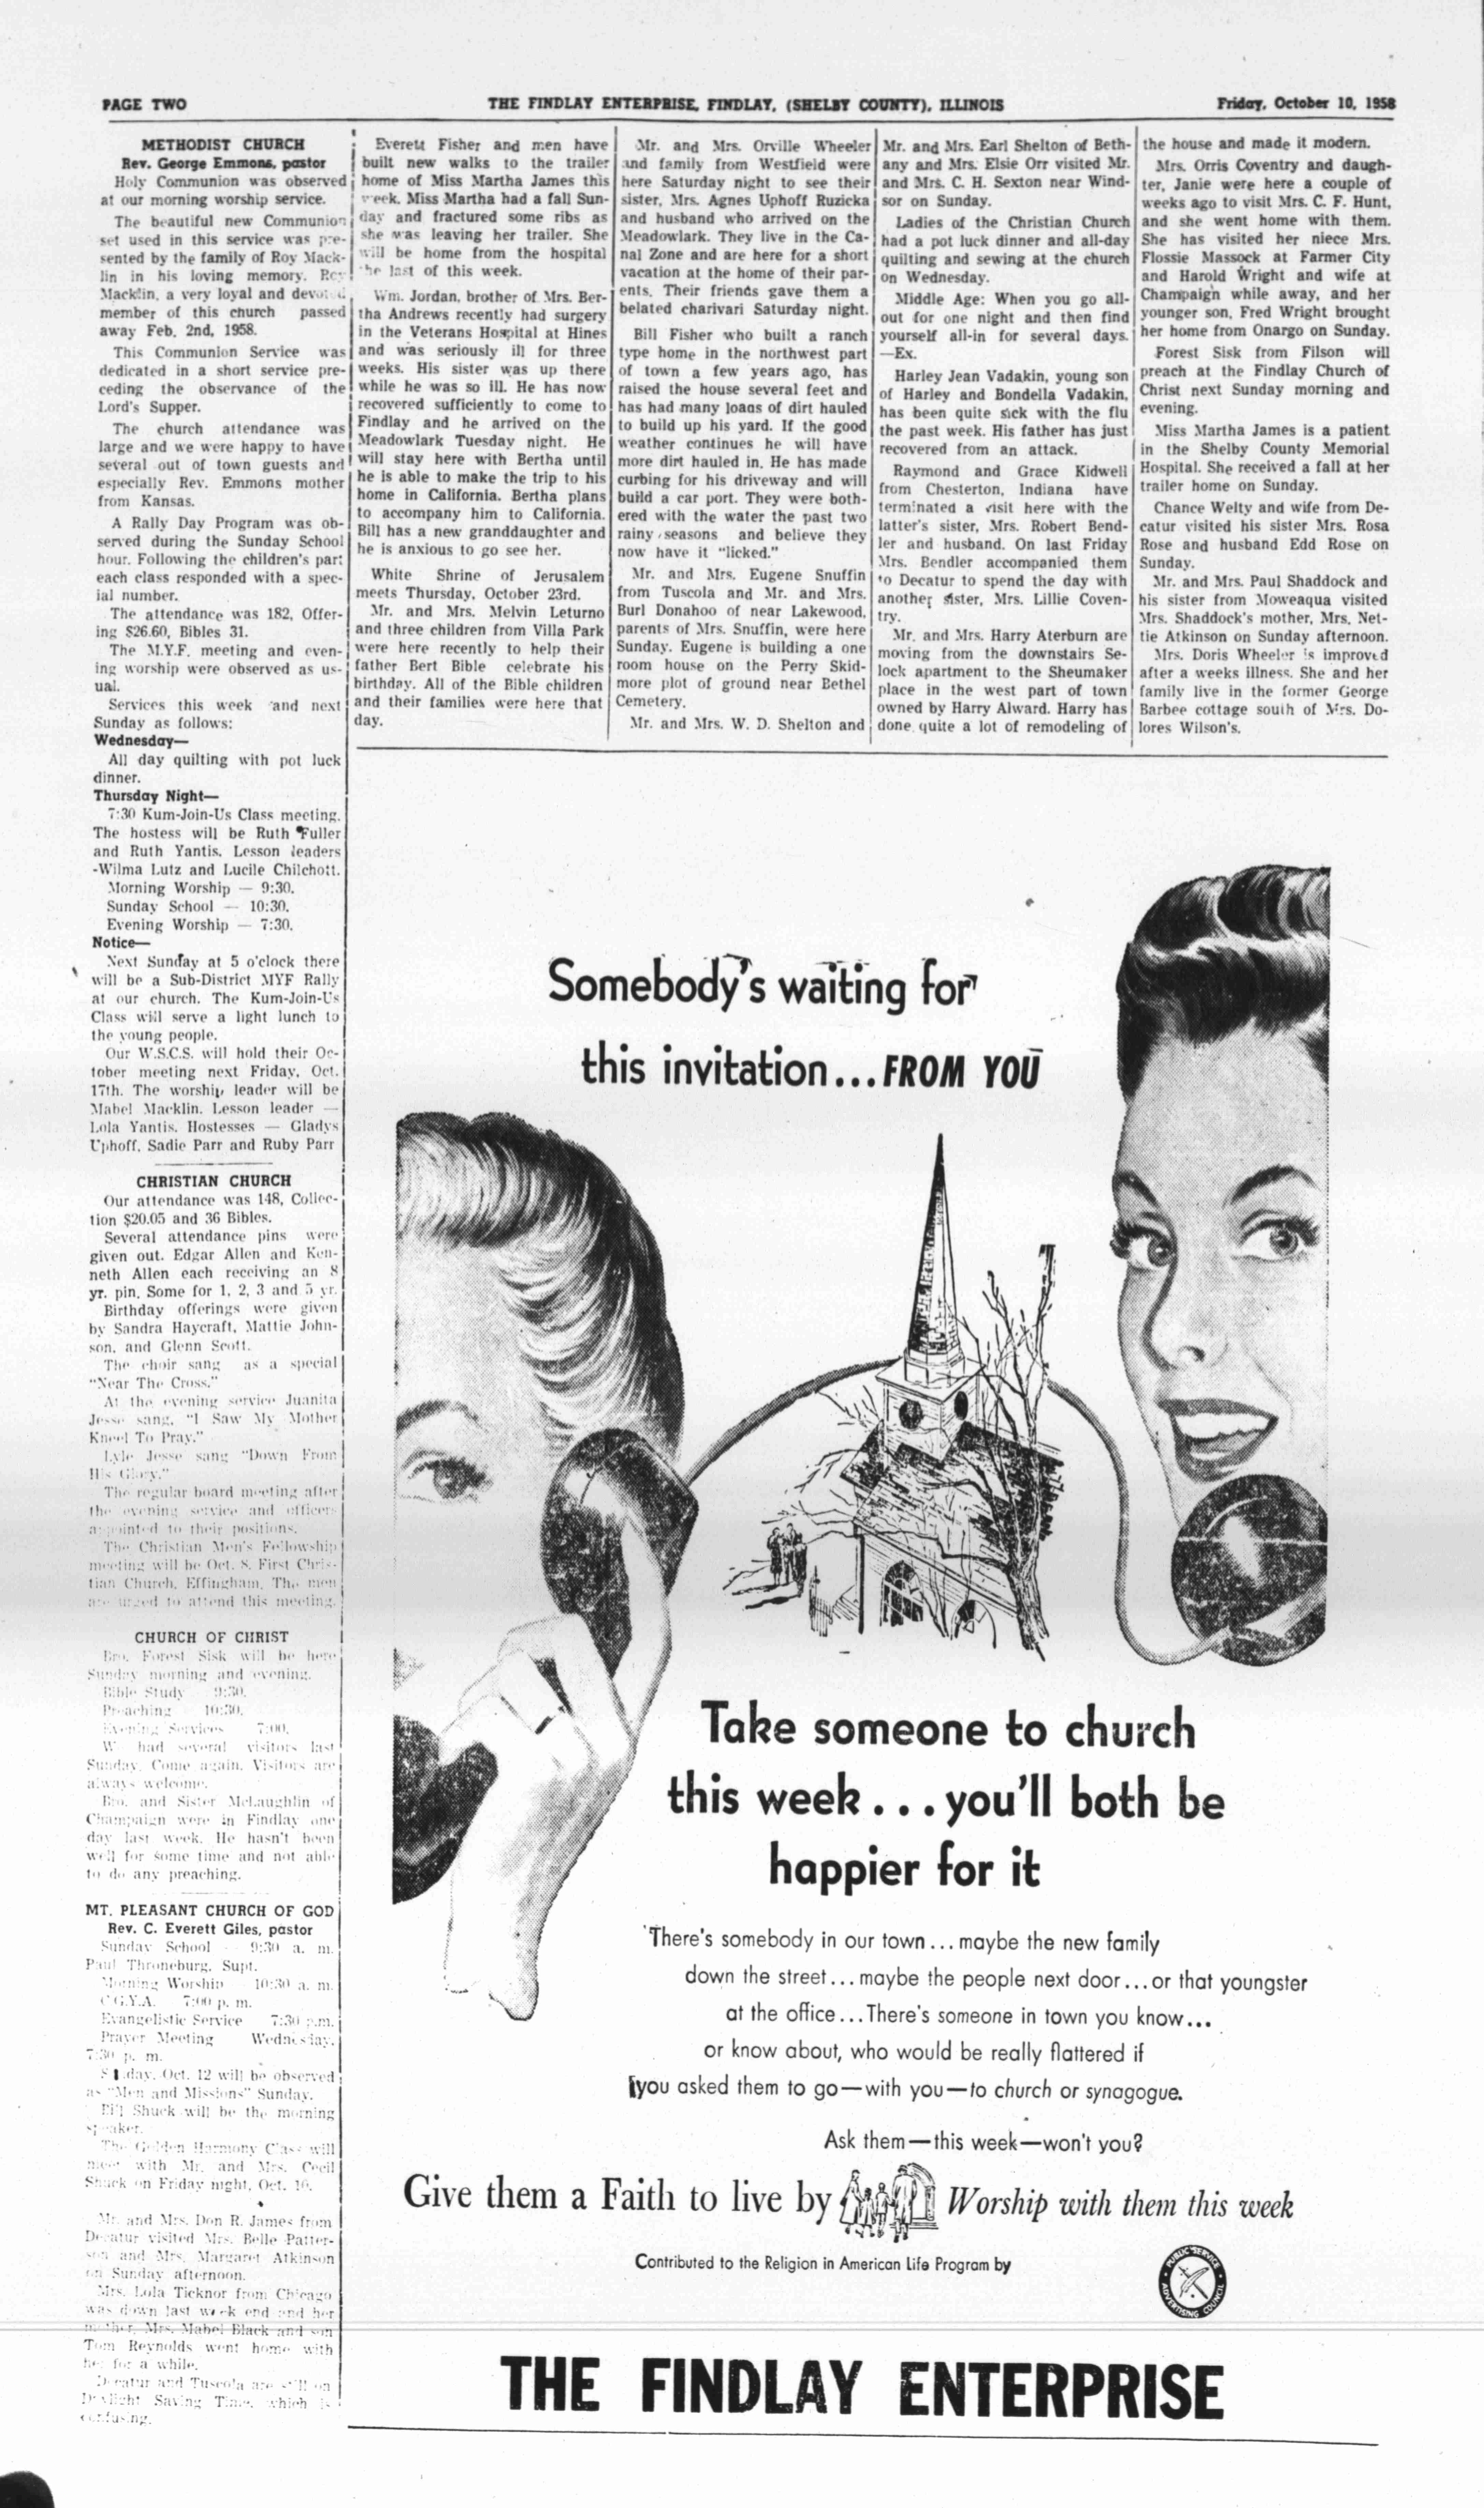 PAGE TWO
THE FINDLAY ENTERPRISE, FINDLAY, (SHELBY COUNTY), ILLINOIS
Friday, October 10, 1958
METHODIST CHURCH
Rev. George Emmons, pastor
Holy Communion was observed
at our morning worship service.
The beautiful new Communion
set used in this service was pre-
sented by the family of Roy Mack-
lin in his loving memory. Roy
Macklin, a very loyal and devoted
member of this church passed
away Feb. 2nd, 1958.
This Communion Service was
dedicated in a short service pre-
ceding the observance of the
Lord's Supper.
The church attendance was
large and we were happy to have
several out of town guests and
especially Rev. Emmons mother
from Kansas.
A Rally Day Program was ob-
served during the Sunday School
hour. Following the children's part
each class responded with a spec-
ial number.
The attendance was 182, Offer-
ing $26.60, Bibles 31.
The M.Y.F. meeting and even-
ing worship were observed as us-
ual.
Services this week and next
Sunday as follows:
Wednesday—
All day quilting with pot luck
dinner.
Thursday Night—
7:30 Kum-Join-Us Class meeting.
The hostess will be Ruth Fuller
and Ruth Yantis. Lesson leaders
-Wilma Lutz and Lucile Chilchott.
Morning Worship — 9:30.
Sunday School — 10:30.
Evening Worship — 7:30.
Notice—
Next Sunday at 5 o'clock there
will be a Sub-District MYF Rally
at our church. The Kum-Join-Us
Class will serve a light lunch to
the young people.
Our W.S.C.S. will hold their Oc-
tober meeting next Friday, Oct.
17th. The worship leader will be
Mabel Macklin. Lesson leader —
Lola Yantis. Hostesses — Gladys
Uphoff, Sadie Parr and Ruby Parr
CHRISTIAN CHURCH
Our attendance was 148, Collec-
tion $20.05 and 36 Bibles.
Several attendance pins were
given out. Edgar Allen and Ken-
neth Allen each receiving an 8
yr. pin. Some for 1, 2, 3 and 5 yr.
Birthday offerings were given
by Sandra Haycraft, Mattie John-
son, and Glenn Scott.
The choir sang as a special
"Near The Cross."
At the evening service Juanita
Jesse sang, "I Saw My Mother
Kneel To Pray."
Lyle Jesse sang "Down From
His Glory."
The regular board meeting after
the evening service and officers
appointed to their positions.
The Christian Men's Fellowship
meeting will be Oct. 8, First Chris-
tian Church, Effingham. The men
are urged to attend this meeting.
CHURCH OF CHRIST
Bro. Forest Sisk will be here
Sunday morning and evening.
Bible Study 9:30.
Preaching 10:30.
Evening Services 7:00.
We had several visitors last
Sunday. Come again. Visitors are
always welcome.
Bro. and Sister McLaughlin of
Champaign were in Findlay one
day last week. He hasn't been
well for some time and not able
to do any preaching.
MT. PLEASANT CHURCH OF GOD
Rev. C. Everett Giles, pastor
Sunday School 9:30 a. m.
Paul Throneburg, Supt.
Morning Worship 10:30 a. m.
C.G.Y.A. 7:00 p. m.
Evangelistic Service 7:30 p.m.
Prayer Meeting Wednesday,
7:30 p. m.
Sunday, Oct. 12 will be observed
as "Men and Missions" Sunday.
Bill Shuck will be the morning
speaker.
The Golden Harmony Class will
meet with Mr. and Mrs. Cecil
Shuck on Friday night, Oct.
Mr. and Mrs. Don R. James from
Decatur visited Mrs. Belle Patter-
son and Mrs. Margaret Atkinson
on Sunday afternoon.
Mrs. Lola Ticknor from Chicago
was down last week end and her
mother, Mrs. Mabel Black and son
Tom Reynolds went home with
her for a while.
Decatur and Tuscola are still on
Daylight Saving Time, which is
confusing.
Everett Fisher and men have
built new walks to the trailer
home of Miss Martha James this
week. Miss Martha had a fall Sun-
day and fractured some ribs as
she was leaving her trailer. She
will be home from the hospital
the last of this week.
Wm. Jordan, brother of Mrs. Ber-
tha Andrews recently had surgery
in the Veterans Hospital at Hines
and was seriously ill for three
weeks. His sister was up there
while he was so ill. He has now
recovered sufficiently to come to
Findlay and he arrived on the
Meadowlark Tuesday night. He
will stay here with Bertha until
he is able to make the trip to his
home in California. Bertha plans
to accompany him to California.
Bill has a new granddaughter and
he is anxious to go see her.
White Shrine of Jerusalem
meets Thursday, October 23rd.
Mr. and Mrs. Melvin Leturno
and three children from Villa Park
were here recently to help their
father Bert Bible celebrate his
birthday. All of the Bible children
and their families were here that
day.
Mr. and Mrs. Orville Wheeler
and family from Westfield were
here Saturday night to see their
sister, Mrs. Agnes Uphoff Ruzicka
and husband who arrived on the
Meadowlark. They live in the Ca-
nal Zone and are here for a short
vacation at the home of their par-
ents. Their friends gave them a
belated charivari Saturday night.
Bill Fisher who built a ranch
type home in the northwest part
of town a few years ago, has
raised the house several feet and
has had many loads of dirt hauled
to build up his yard. If the good
weather continues he will have
more dirt hauled in. He has made
curbing for his driveway and will
build a car port. They were both-
ered with the water the past two
rainy seasons and believe they
now have it "licked."
Mr. and Mrs. Eugene Snuffin
from Tuscola and Mr. and Mrs.
Burl Donahoo of near Lakewood,
parents of Mrs. Snuffin, were here
Sunday. Eugene is building a one
room house on the Perry Skid-
more plot of ground near Bethel
Cemetery.
Mr. and Mrs. W. D. Shelton and
Mr. and Mrs. Earl Shelton of Beth-
any and Mrs. Elsie Orr visited Mr.
and Mrs. C. H. Sexton near Wind-
sor on Sunday.
Ladies of the Christian Church
had a pot luck dinner and all-day
quilting and sewing at the church
on Wednesday.
Middle Age: When you go all-
out for one night and then find
yourself all-in for several days.
—Ex.
Harley Jean Vadakin, young son
of Harley and Bondella Vadakin,
has been quite sick with the flu
the past week. His father has just
recovered from an attack.
Raymond and Grace Kidwell
from Chesterton, Indiana have
terminated a visit here with the
latter's sister, Mrs. Robert Bend-
ler and husband. On last Friday
Mrs. Bendler accompanied them
to Decatur to spend the day with
another sister, Mrs. Lillie Coven-
try.
Mr. and Mrs. Harry Aterburn are
moving from the downstairs Se-
lock apartment to the Sheumaker
place in the west part of town
owned by Harry Alward. Harry has
done quite a lot of remodeling of
the house and made it modern.
Mrs. Orris Coventry and daugh-
ter, Janie were here a couple of
weeks ago to visit Mrs. C. F. Hunt,
and she went home with them.
She has visited her niece Mrs.
Flossie Massock at Farmer City
and Harold Wright and wife at
Champaign while away, and her
younger son, Fred Wright brought
her home from Onargo on Sunday.
Forest Sisk from Filson will
preach at the Findlay Church of
Christ next Sunday morning and
evening.
Miss Martha James is a patient
in the Shelby County Memorial
Hospital. She received a fall at her
trailer home on Sunday.
Chance Welty and wife from De-
catur visited his sister Mrs. Rosa
Rose and husband Edd Rose on
Sunday.
Mr. and Mrs. Paul Shaddock and
his sister from Moweaqua visited
Mrs. Shaddock's mother, Mrs. Net-
tie Atkinson on Sunday afternoon.
Mrs. Doris Wheeler is improved
after a weeks illness. She and her
family live in the former George
Barbee cottage south of Mrs. Do-
lores Wilson's.
Somebody's waiting for
this invitation...FROM YOU
Take someone to church
this week...you'll both be
happier for it
There's somebody in our town...maybe the new family
down the street...maybe the people next door...or that youngster
at the office...There's someone in town you know...
or know about, who would be really flattered if
you asked them to go—with you—to church or synagogue.
Ask them—this week—won't you?
Give them a Faith to live by Worship with them this week
Contributed to the Religion in American Life Program by
PUBLIC SERVICE
ADVERTISING COUNCIL
THE FINDLAY ENTERPRISE